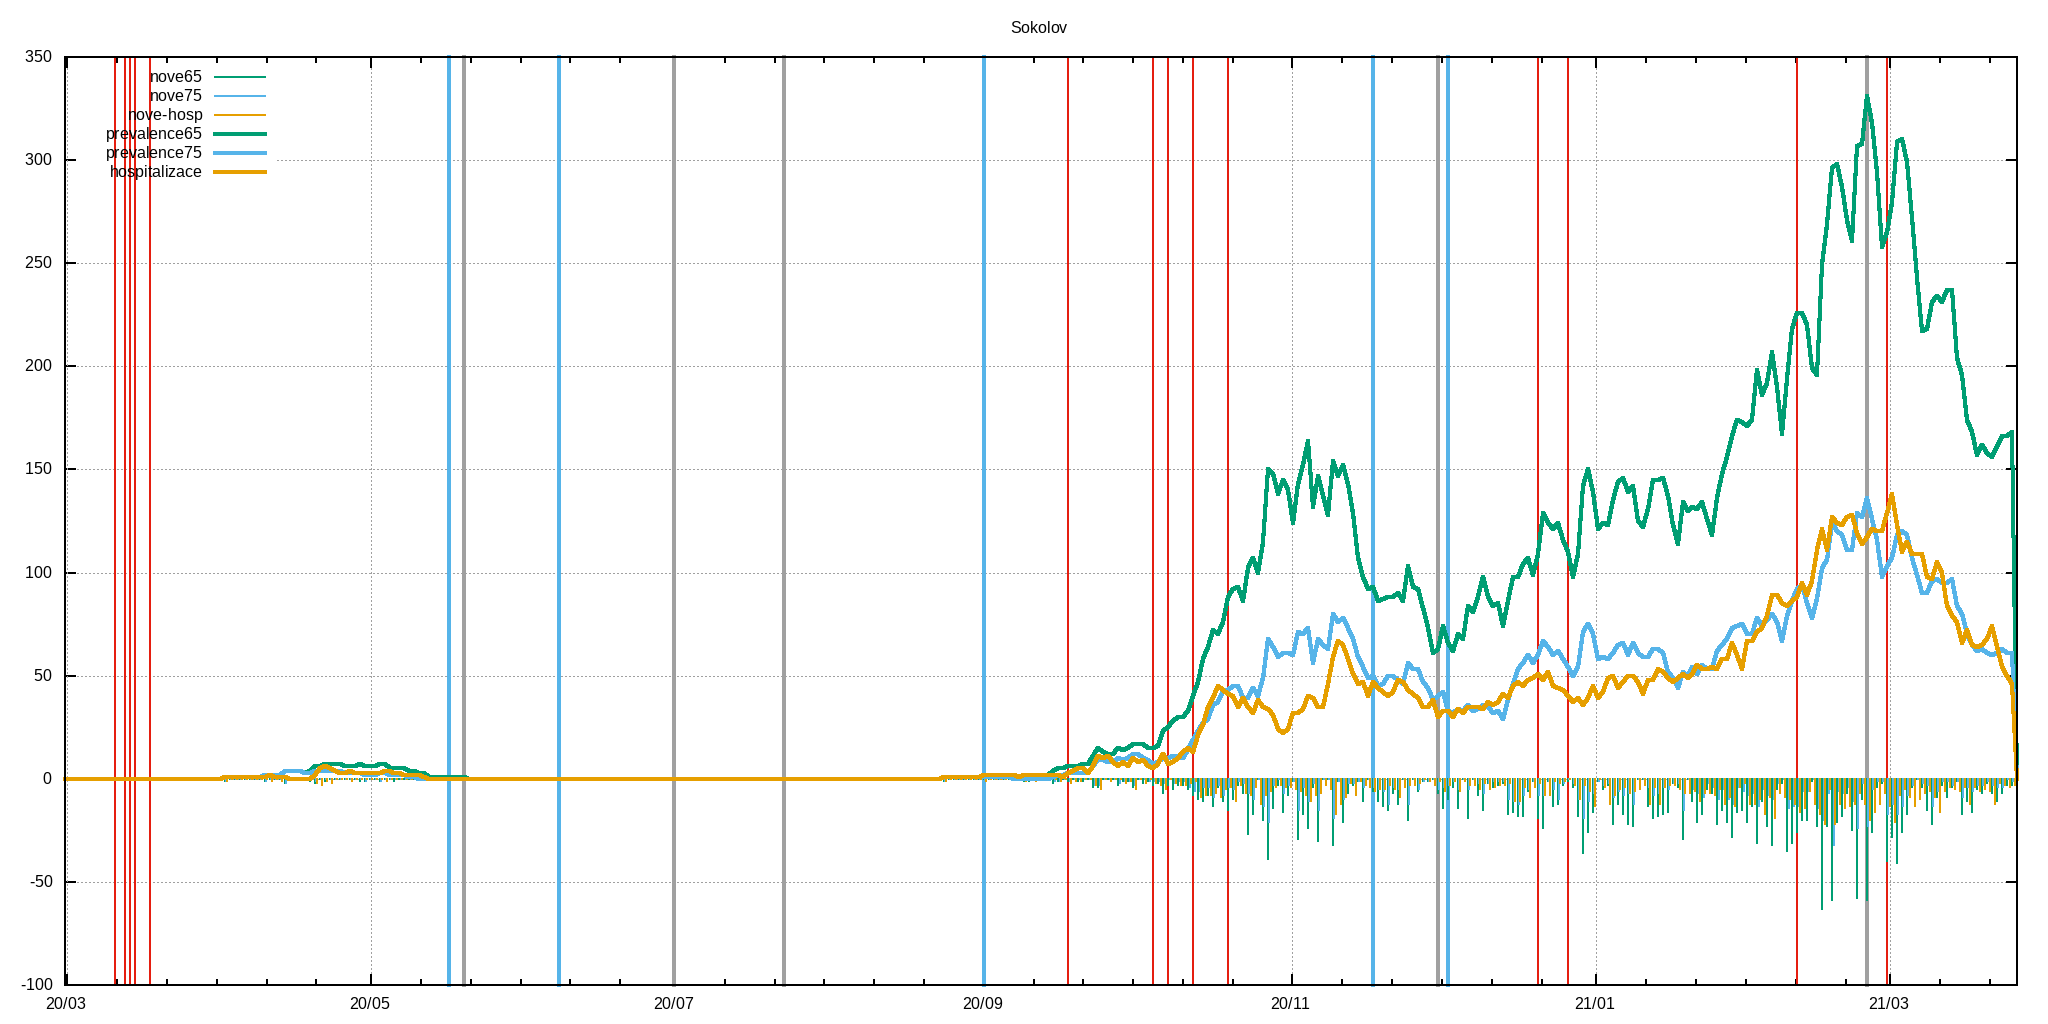 Sokolov
350
300
250
200
150
100
50
0
-50
-100
nove65
nove75
nove-hosp
prevalence65
prevalence75
hospitalizace
20/03 20/05 20/07 20/09 20/11 21/01 21/03